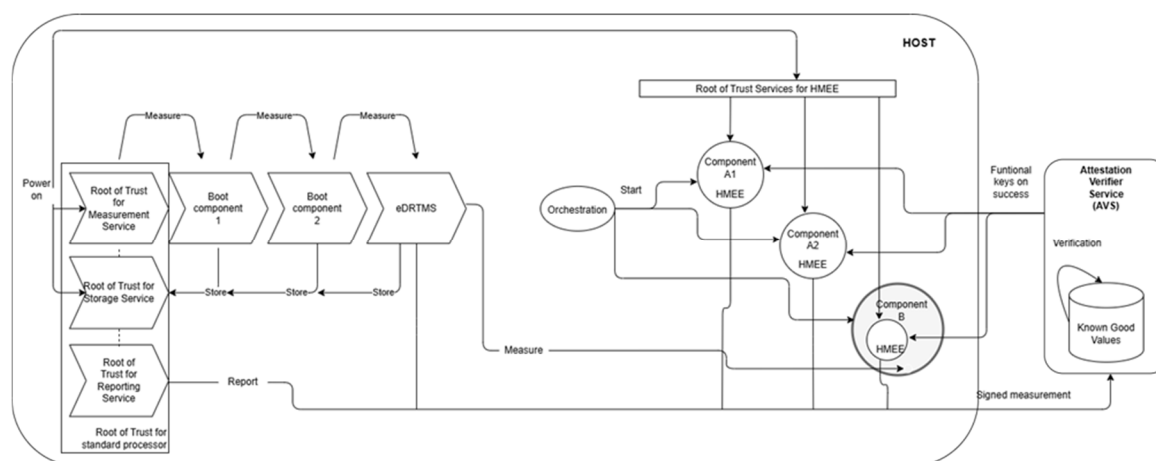 HOST
Root of Trust Services for HMEE
Measure
Measure
Measure
Power
on
Root of Trust
for
Measurement
Service
Boot
component
1
Boot
component
2
eDRTMS
Root of Trust for
Storage Service
Store
Store
Store
Root of
Trust for
Reporting
Service
Report
Root of Trust for
standard processor
Orchestration
Start
Component
A1
HMEE
Component
A2
HMEE
Component
B
HMEE
Measure
Funtional
keys on
success
Attestation
Verifier
Service
(AVS)
Verification
Known Good
Values
Signed measurement